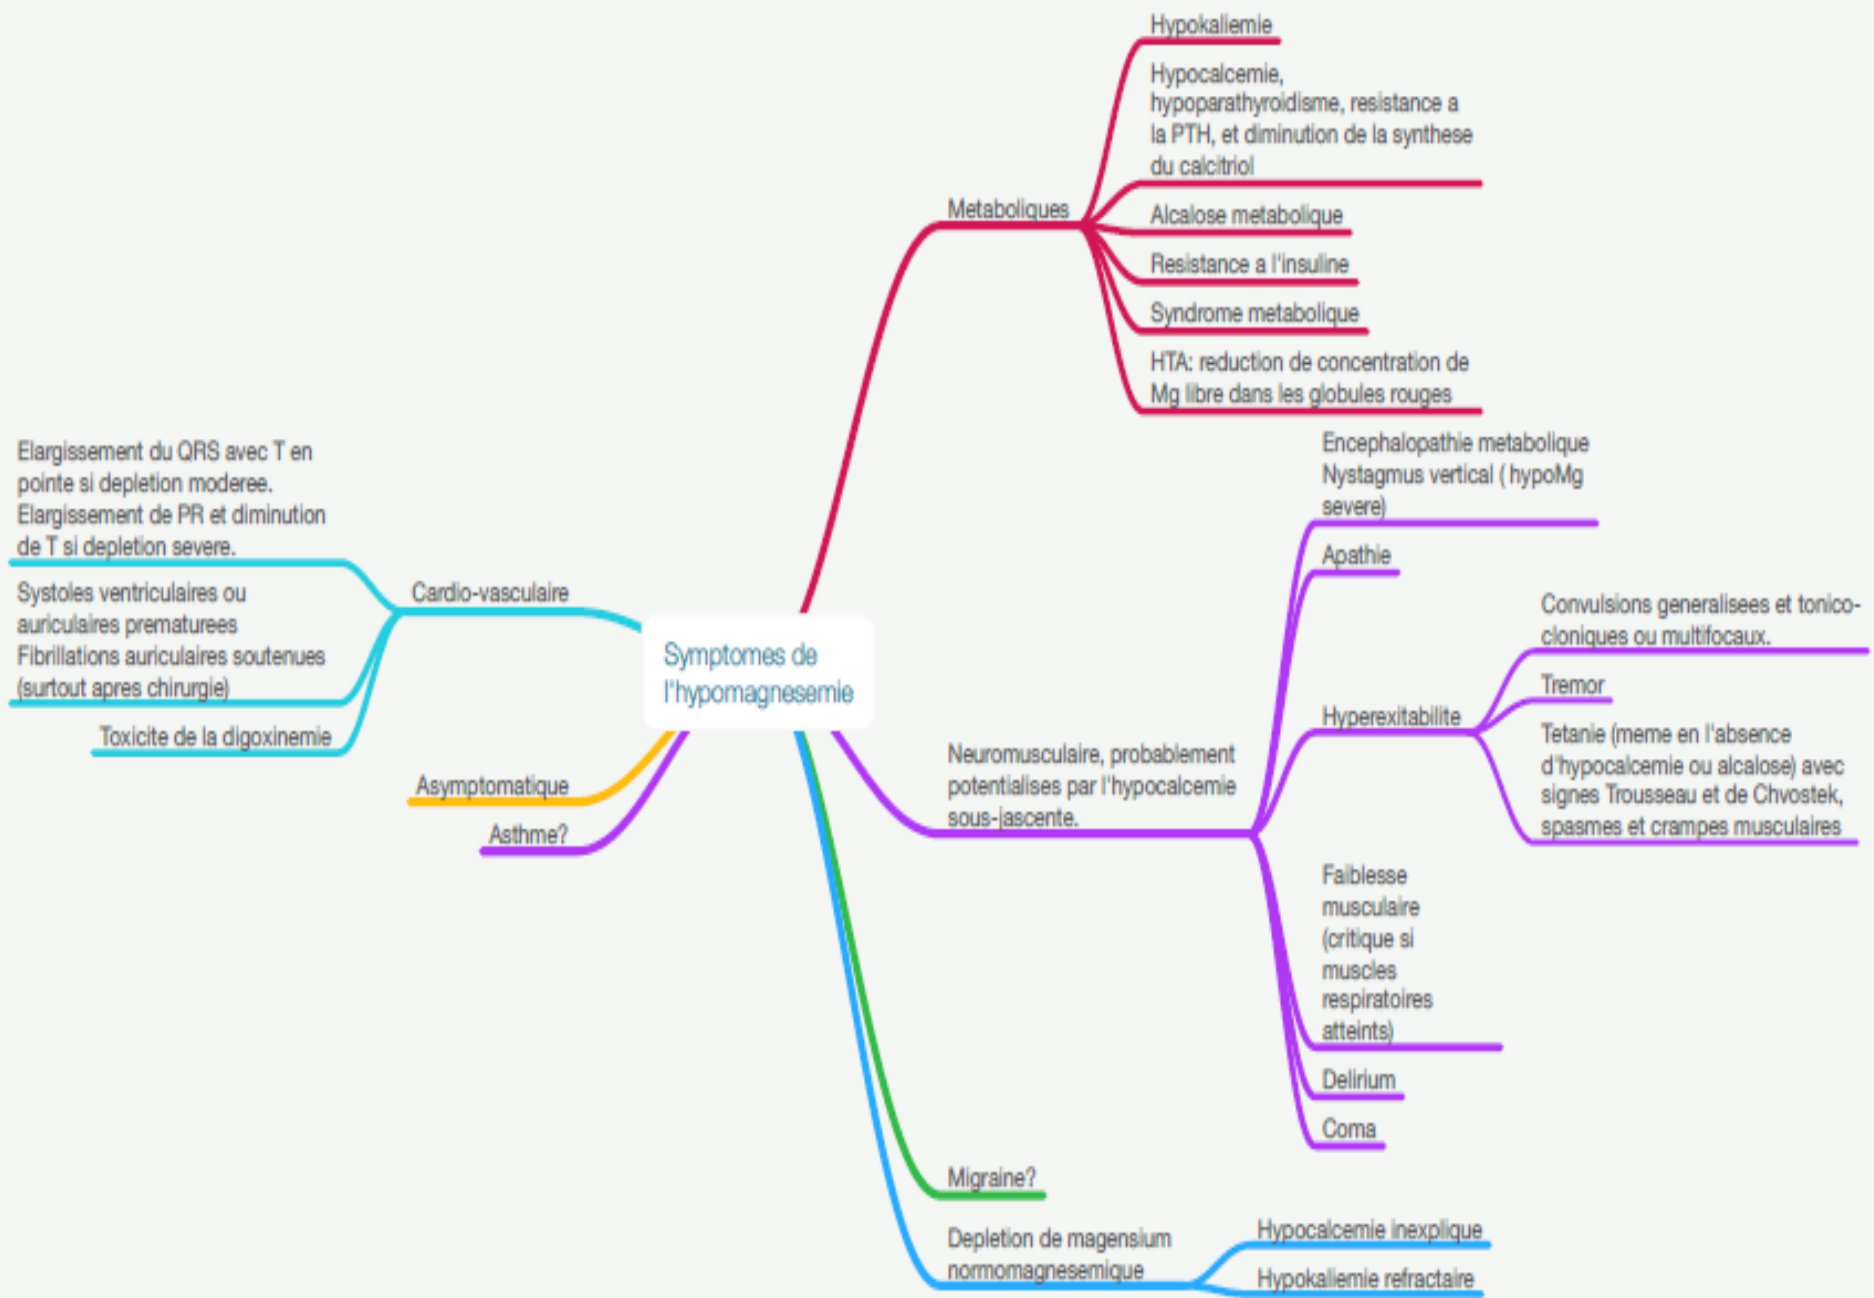 Symptomes de
l'hypomagnesemie
Metaboliques
Hypokaliemie
Hypocalcemie,
hypoparathyroidisme, resistance a
la PTH, et diminution de la synthese
du calcitriol
Alcalose metabolique
Resistance a l'insuline
Syndrome metabolique
HTA: reduction de concentration de
Mg libre dans les globules rouges
Neuromusculaire, probablement
potentialises par l'hypocalcemie
sous-jascente.
Encephalopathie metabolique
Nystagmus vertical ( hypoMg
severe)
Apathie
Hyperexitabilite
Convulsions generalisees et tonico-
cloniques ou multifocaux.
Tremor
Tetanie (meme en l'absence
d'hypocalcemie ou alcalose) avec
signes Trousseau et de Chvostek,
spasmes et crampes musculaires
Faiblesse
musculaire
(critique si
muscles
respiratoires
atteints)
Delirium
Coma
Migraine?
Depletion de magensium
normomagnesemique
Hypocalcemie inexplique
Hypokaliemie refractaire
Cardio-vasculaire
Elargissement du QRS avec T en
pointe si depletion moderee.
Elargissement de PR et diminution
de T si depletion severe.
Systoles ventriculaires ou
auriculaires prematurees
Fibrillations auriculaires soutenues
(surtout apres chirurgie)
Toxicite de la digoxinemie
Asymptomatique
Asthme?